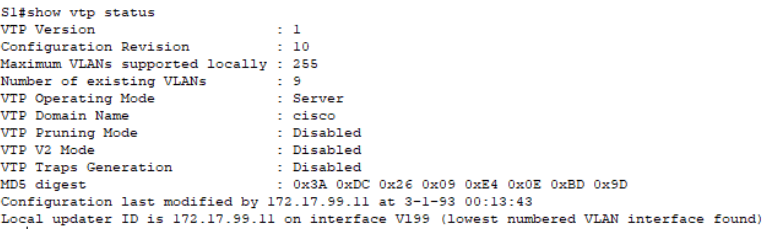 S1#show vtp status
VTP Version : 1
Configuration Revision : 10
Maximum VLANs supported locally : 255
Number of existing VLANs : 9
VTP Operating Mode : Server
VTP Domain Name : cisco
VTP Pruning Mode : Disabled
VTP V2 Mode : Disabled
VTP Traps Generation : Disabled
MD5 digest : 0x3A 0xDC 0x26 0x09 0xE4 0x0E 0xBD 0x9D
Configuration last modified by 172.17.99.11 at 3-1-93 00:13:43
Local updater ID is 172.17.99.11 on interface Vl99 (lowest numbered VLAN interface found)